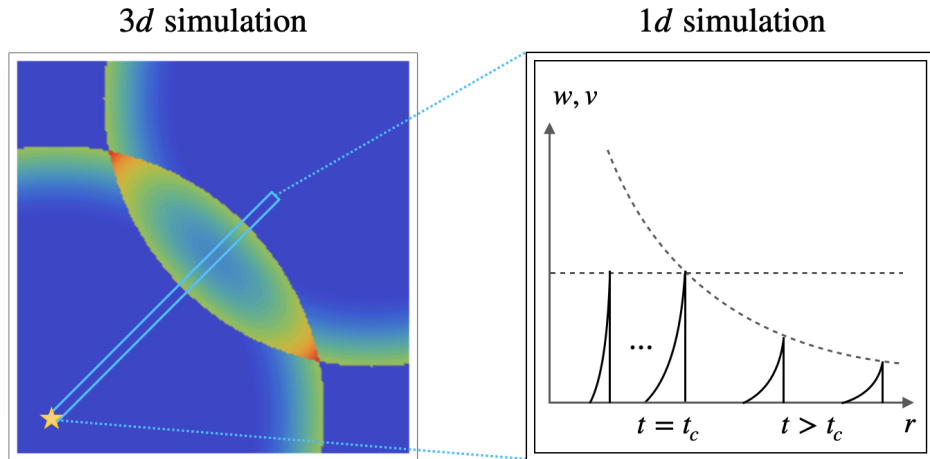 3d simulation
1d simulation
w, v
...
t = t_c
t > t_c
r